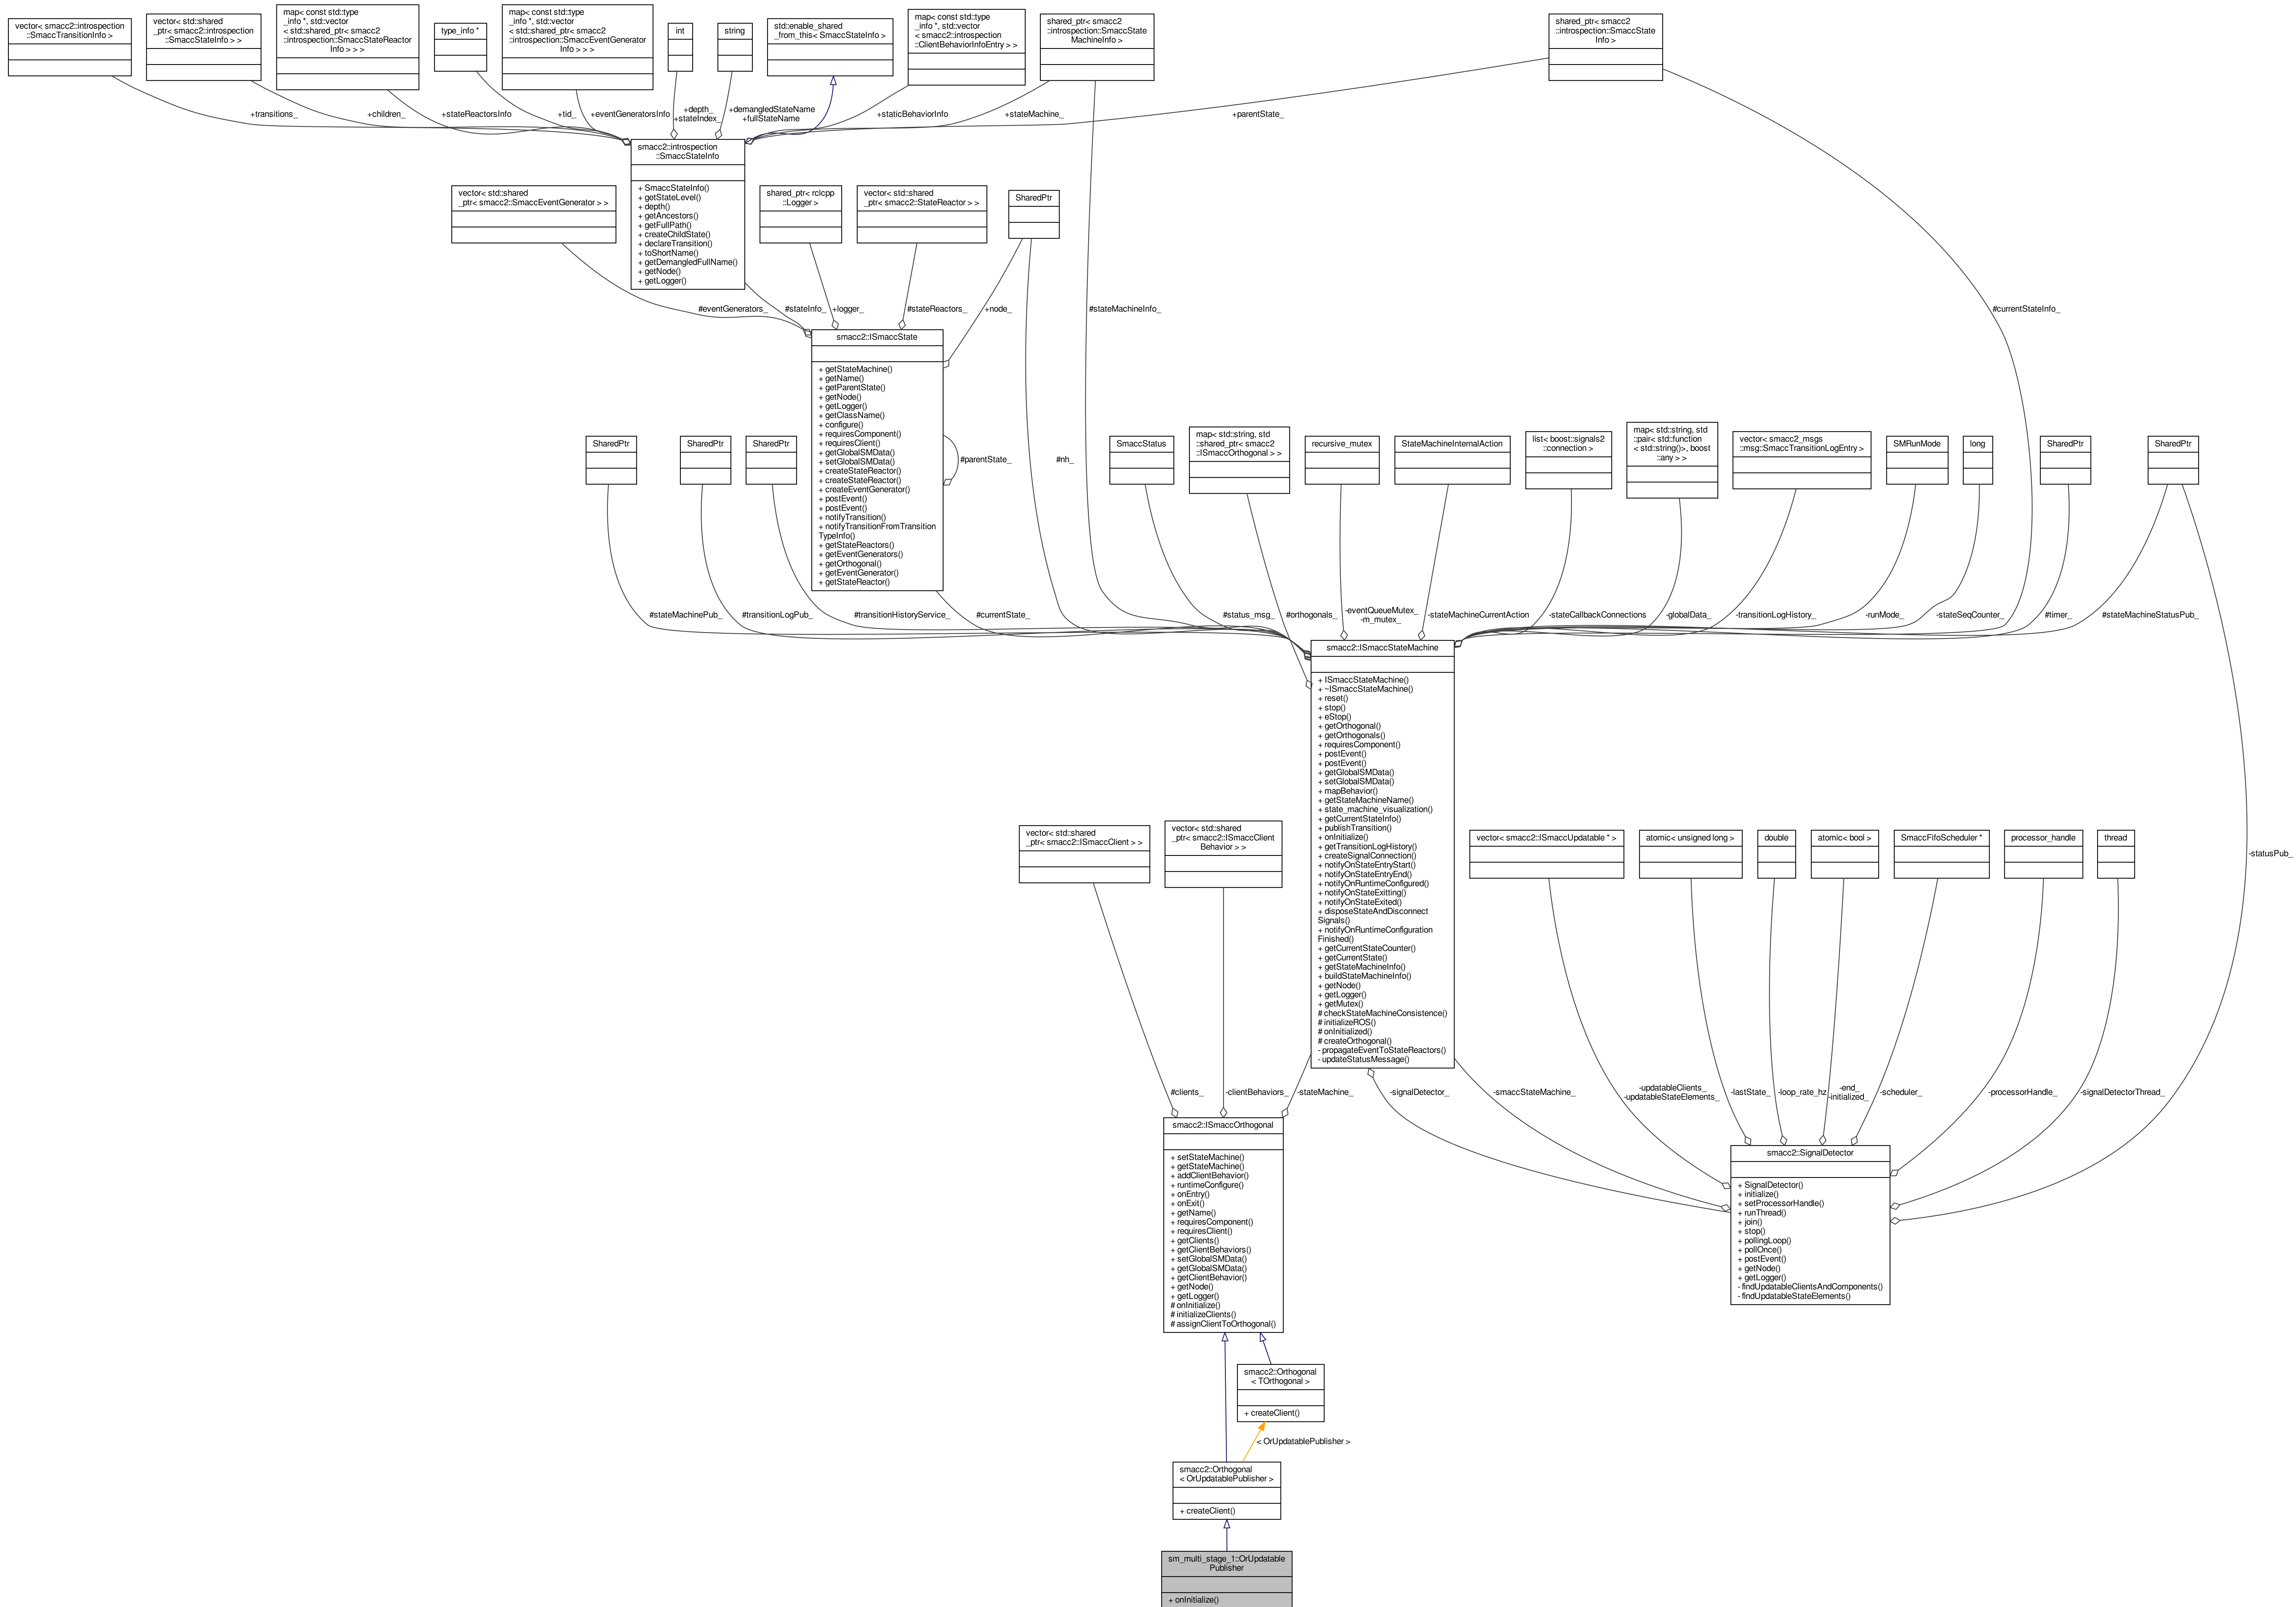 vector< smacc2::introspection
::SmaccTransitionInfo >
vector< std::shared
_ptr< smacc2::introspection
::SmaccStateInfo > >
map< const std::type
_info *, std::vector
< std::shared_ptr< smacc2
::introspection::SmaccStateReactor
Info > > >
type_info *
map< const std::type
_info *, std::vector
< std::shared_ptr< smacc2
::introspection::SmaccEventGenerator
Info > > >
int
string
std::enable_shared
_from_this< SmaccStateInfo >
map< const std::type
_info *, std::vector
< smacc2::introspection
::ClientBehaviorInfoEntry > >
shared_ptr< smacc2
::introspection::SmaccState
MachineInfo >
shared_ptr< smacc2
::introspection::SmaccState
Info >
+transitions_
+children_
+stateReactorsInfo
+tid_
+eventGeneratorsInfo
+depth_
+stateIndex_
+demangledStateName
+fullStateName
+staticBehaviorInfo
+stateMachine_
+parentState_
smacc2::introspection
::SmaccStateInfo
+ SmaccStateInfo()
+ getStateLevel()
+ depth()
+ getAncestors()
+ getFullPath()
+ createChildState()
+ declareTransition()
+ toShortName()
+ getDemangledFullName()
+ getNode()
+ getLogger()
vector< std::shared
_ptr< smacc2::SmaccEventGenerator > >
shared_ptr< rclcpp
::Logger >
vector< std::shared
_ptr< smacc2::StateReactor > >
SharedPtr
#eventGenerators_
#stateInfo_
+logger_
#stateReactors_
+node_
#stateMachineInfo_
#currentStateInfo_
smacc2::ISmaccState
+ getStateMachine()
+ getName()
+ getParentState()
+ getNode()
+ getLogger()
+ getClassName()
+ configure()
+ requiresComponent()
+ requiresClient()
+ getGlobalSMData()
+ setGlobalSMData()
+ createStateReactor()
+ createStateReactor()
+ createEventGenerator()
+ postEvent()
+ postEvent()
+ notifyTransition()
+ notifyTransitionFromTransition
TypeInfo()
+ getStateReactors()
+ getEventGenerators()
+ getOrthogonal()
+ getEventGenerator()
+ getStateReactor()
#parentState_
#nh_
SharedPtr
SharedPtr
SharedPtr
SmaccStatus
map< std::string, std
::shared_ptr< smacc2
::ISmaccOrthogonal > >
recursive_mutex
StateMachineInternalAction
list< boost::signals2
::connection >
map< std::string, std
::pair< std::function
< std::string()>, boost
::any > >
vector< smacc2_msgs
::msg::SmaccTransitionLogEntry >
SMRunMode
long
SharedPtr
SharedPtr
#stateMachinePub_
#transitionLogPub_
#transitionHistoryService_
#currentState_
#status_msg_
#orthogonals_
-eventQueueMutex_
-m_mutex_
-stateMachineCurrentAction
-stateCallbackConnections
-globalData_
-transitionLogHistory_
-runMode_
-stateSeqCounter_
#timer_
#stateMachineStatusPub_
smacc2::ISmaccStateMachine
+ ISmaccStateMachine()
+ ~ISmaccStateMachine()
+ reset()
+ stop()
+ eStop()
+ getOrthogonal()
+ getOrthogonals()
+ requiresComponent()
+ postEvent()
+ postEvent()
+ getGlobalSMData()
+ setGlobalSMData()
+ mapBehavior()
+ getStateMachineName()
+ state_machine_visualization()
+ getCurrentStateInfo()
+ publishTransition()
+ onInitialize()
+ getTransitionLogHistory()
+ createSignalConnection()
+ notifyOnStateEntryStart()
+ notifyOnStateEntryEnd()
+ notifyOnRuntimeConfigured()
+ notifyOnStateExitting()
+ notifyOnStateExited()
+ disposeStateAndDisconnect
Signals()
+ notifyOnRuntimeConfiguration
Finished()
+ getCurrentStateCounter()
+ getCurrentState()
+ getStateMachineInfo()
+ buildStateMachineInfo()
+ getNode()
+ getLogger()
+ getMutex()
# checkStateMachineConsistence()
# initializeROS()
# onInitialized()
# createOrthogonal()
- propagateEventToStateReactors()
- updateStatusMessage()
vector< std::shared
_ptr< smacc2::ISmaccClient > >
vector< std::shared
_ptr< smacc2::ISmaccClient
Behavior > >
vector< smacc2::ISmaccUpdatable * >
atomic< unsigned long >
double
atomic< bool >
SmaccFifoScheduler *
processor_handle
thread
-statusPub_
#clients_
-clientBehaviors_
-stateMachine_
-signalDetector_
-smaccStateMachine_
-updatableClients_
-updatableStateElements_
-lastState_
-loop_rate_hz
-end_
-initialized_
-scheduler_
-processorHandle_
-signalDetectorThread_
smacc2::ISmaccOrthogonal
+ setStateMachine()
+ getStateMachine()
+ addClientBehavior()
+ runtimeConfigure()
+ onEntry()
+ onExit()
+ getName()
+ requiresComponent()
+ requiresClient()
+ getClients()
+ getClientBehaviors()
+ setGlobalSMData()
+ getGlobalSMData()
+ getClientBehavior()
+ getNode()
+ getLogger()
# onInitialize()
# initializeClients()
# assignClientToOrthogonal()
smacc2::SignalDetector
+ SignalDetector()
+ initialize()
+ setProcessorHandle()
+ runThread()
+ join()
+ stop()
+ pollingLoop()
+ pollOnce()
+ postEvent()
+ getNode()
+ getLogger()
- findUpdatableClientsAndComponents()
- findUpdatableStateElements()
smacc2::Orthogonal
< TOrthogonal >
+ createClient()
< OrUpdatablePublisher >
smacc2::Orthogonal
< OrUpdatablePublisher >
+ createClient()
sm_multi_stage_1::OrUpdatable
Publisher
+ onInitialize()